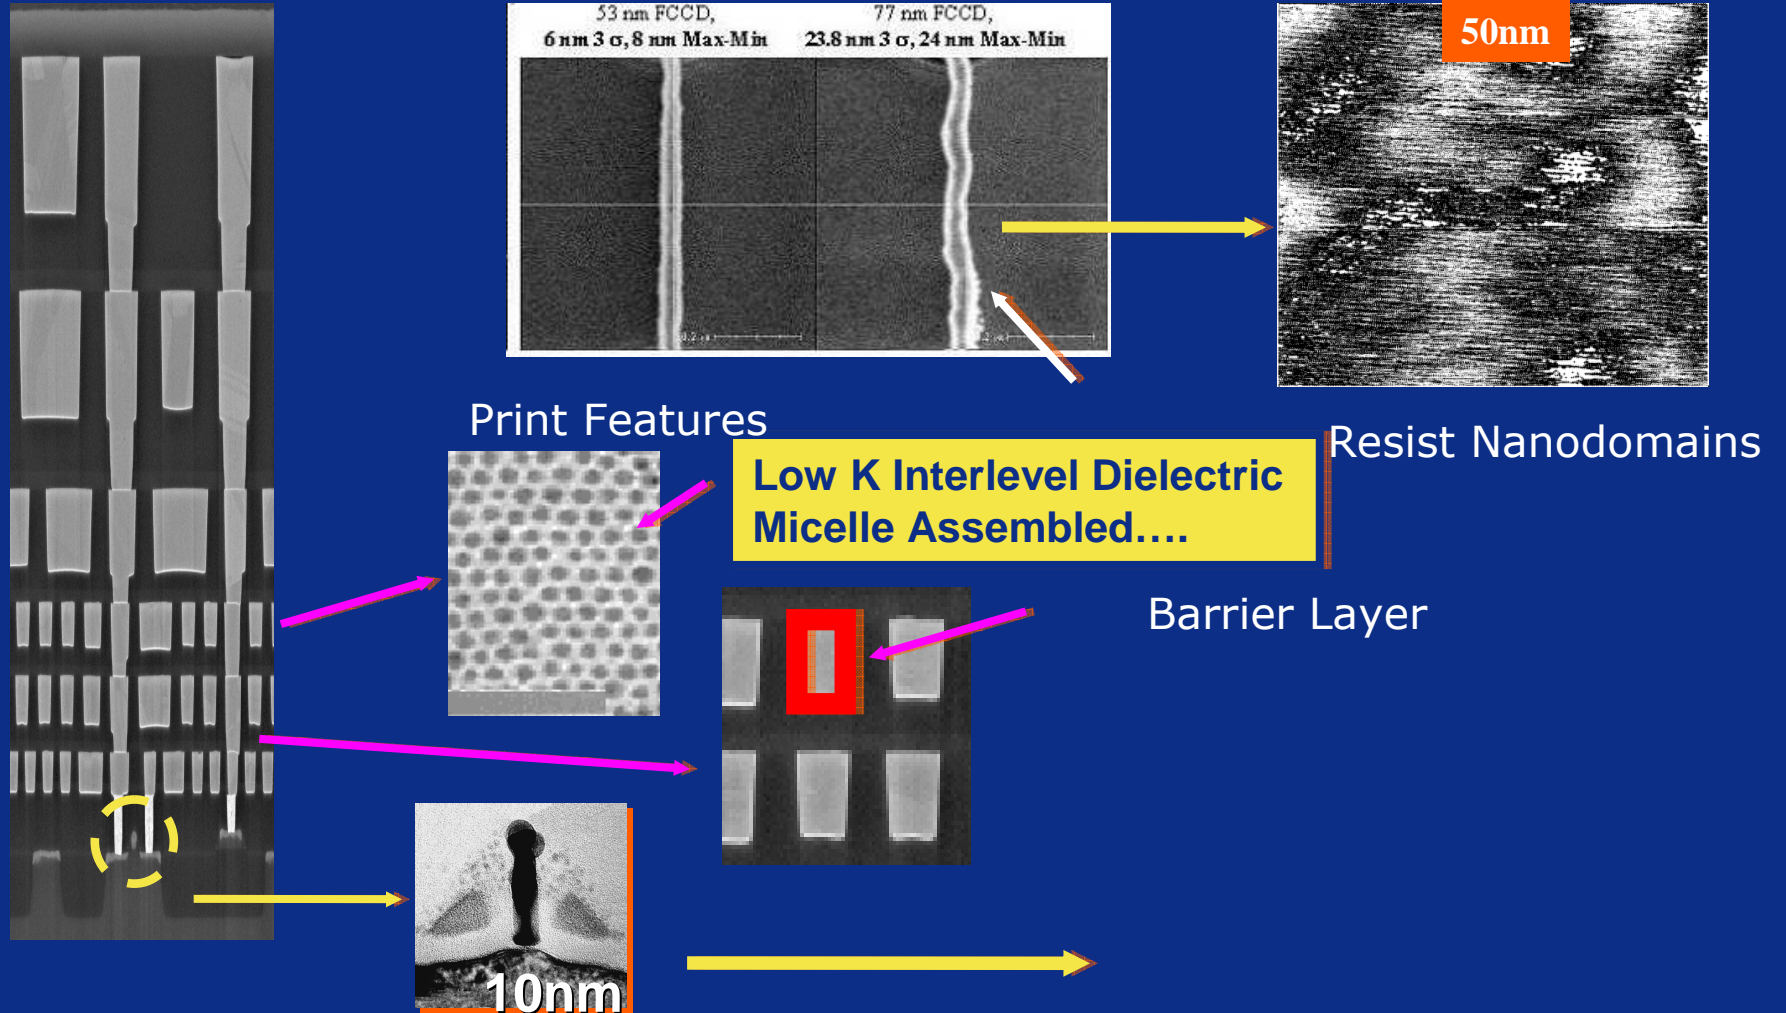 53 nm FCCD,
6 nm 3 σ, 8 nm Max-Min
77 nm FCCD,
23.8 nm 3 σ, 24 nm Max-Min
50nm
Print Features
Resist Nanodomains
Low K Interlevel Dielectric
Micelle Assembled....
Barrier Layer
10nm